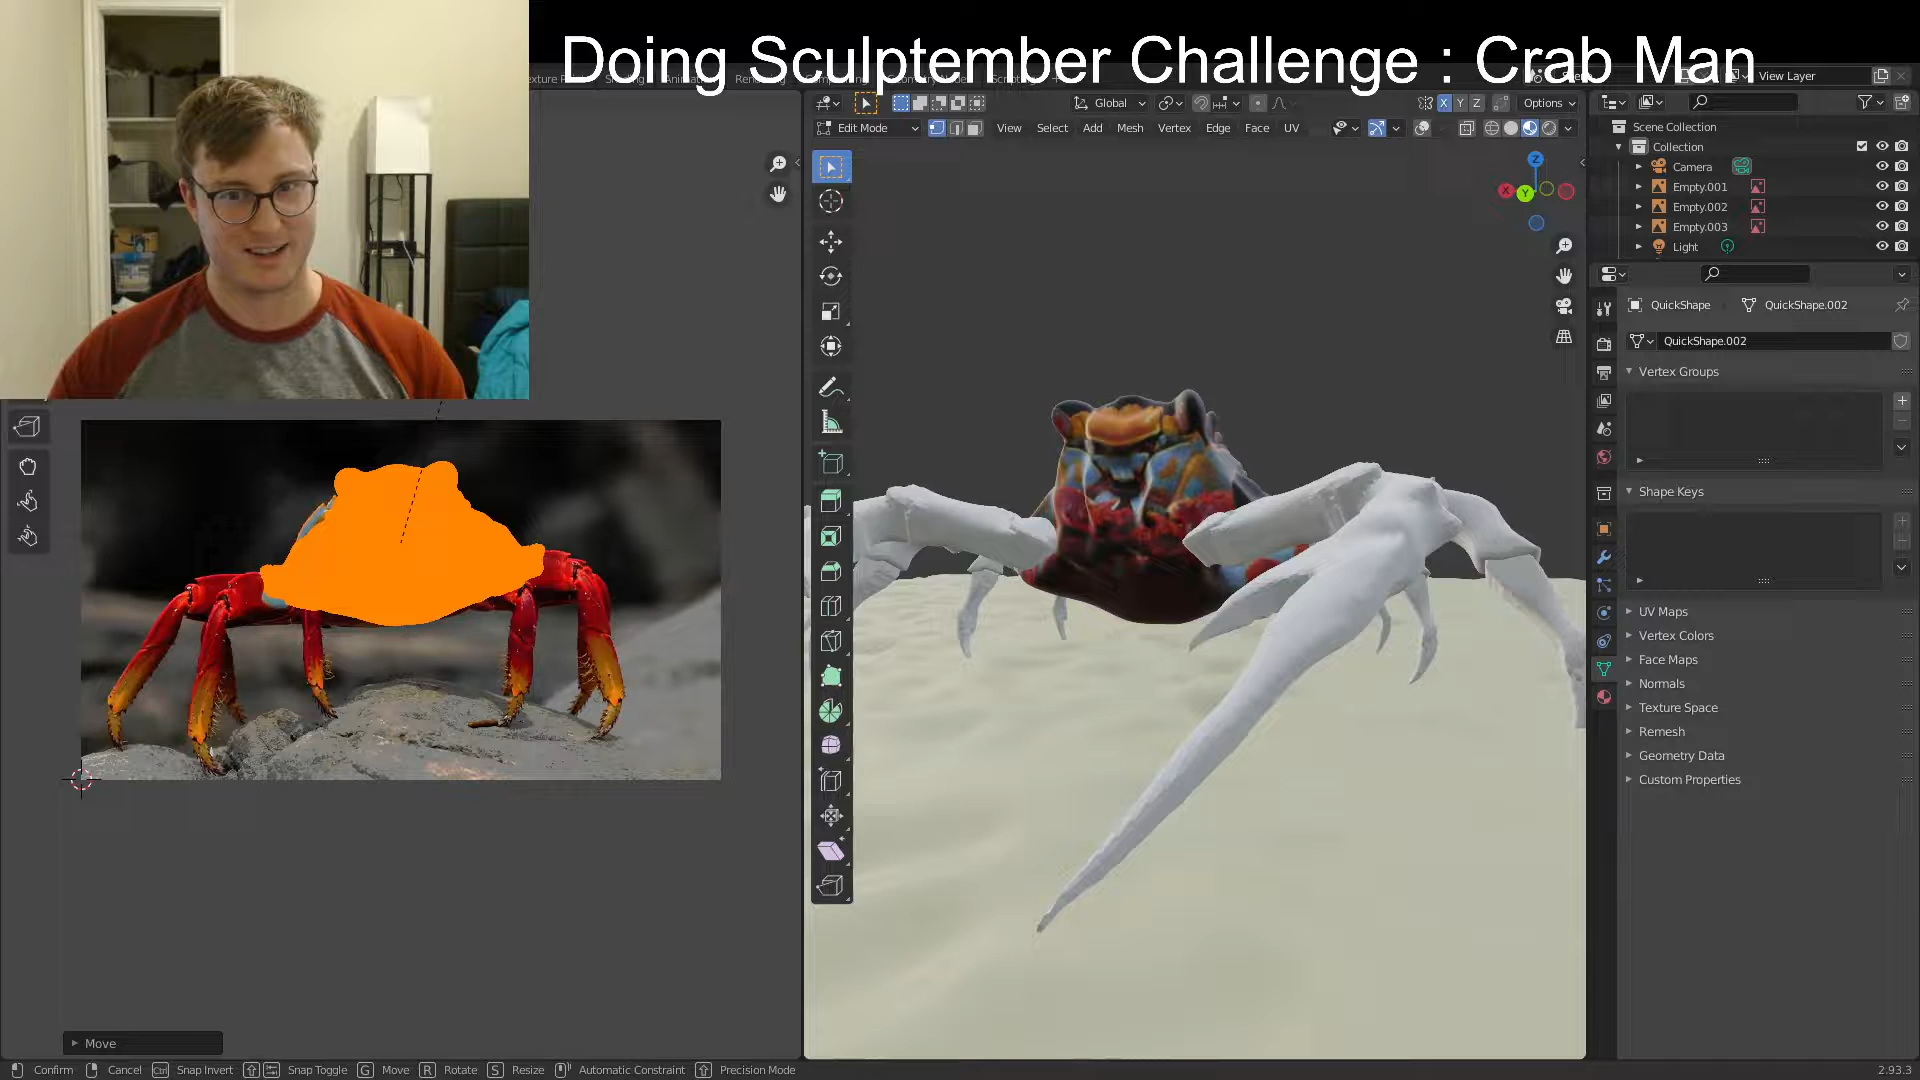 Doing Sculptember Challenge : Crab Man
View Layer
Global
Options
Edit Mode
View
Select
Add
Mesh
Vertex
Edge
Face
UV
X
Y
Z
Scene Collection
Collection
Camera
Empty.001
Empty.002
Empty.003
Light
QuickShape
QuickShape.002
QuickShape.002
Vertex Groups
Shape Keys
UV Maps
Vertex Colors
Face Maps
Normals
Texture Space
Remesh
Geometry Data
Custom Properties
Move
Confirm
Cancel
Ctrl
Snap Invert
Snap Toggle
G
Move
R
Rotate
S
Resize
Automatic Constraint
Precision Mode
2.93.3